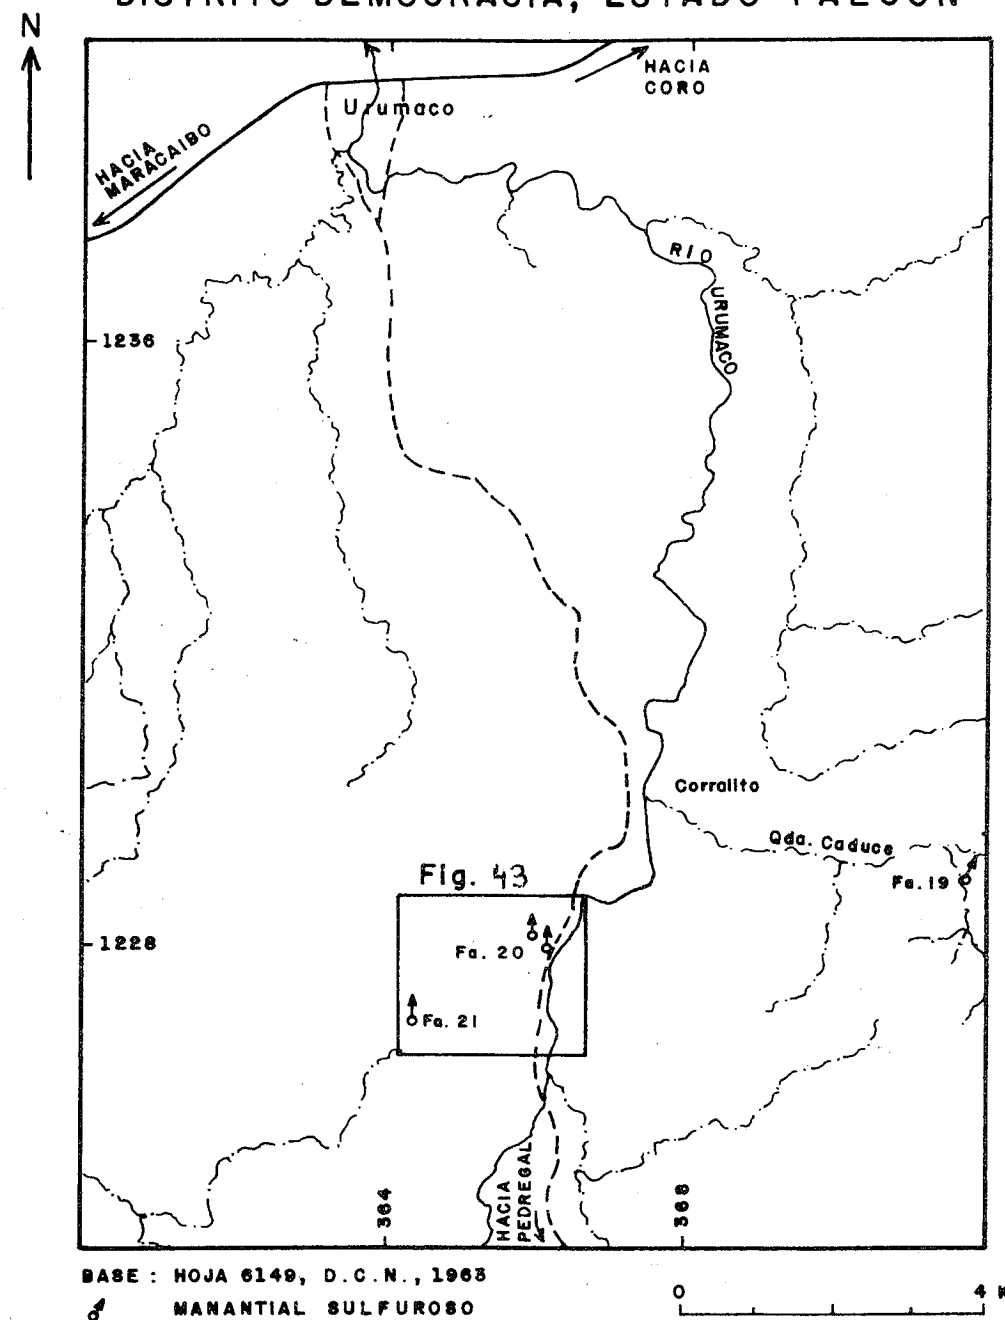 DISTRITO DEMOCRACIA, ESTADO FALCON
N
HACIA
CORO
Urumaco
HACIA
MARACAIBO
RIO
URUMACO
1236
Corralito
Qda. Caduce
Fig. 43
Fa. 19
1228
Fa. 20
Fa. 21
HACIA
PEDREGAL
364
368
BASE : HOJA 6149, D.C.N., 1963
MANANTIAL SULFUROSO
0 4